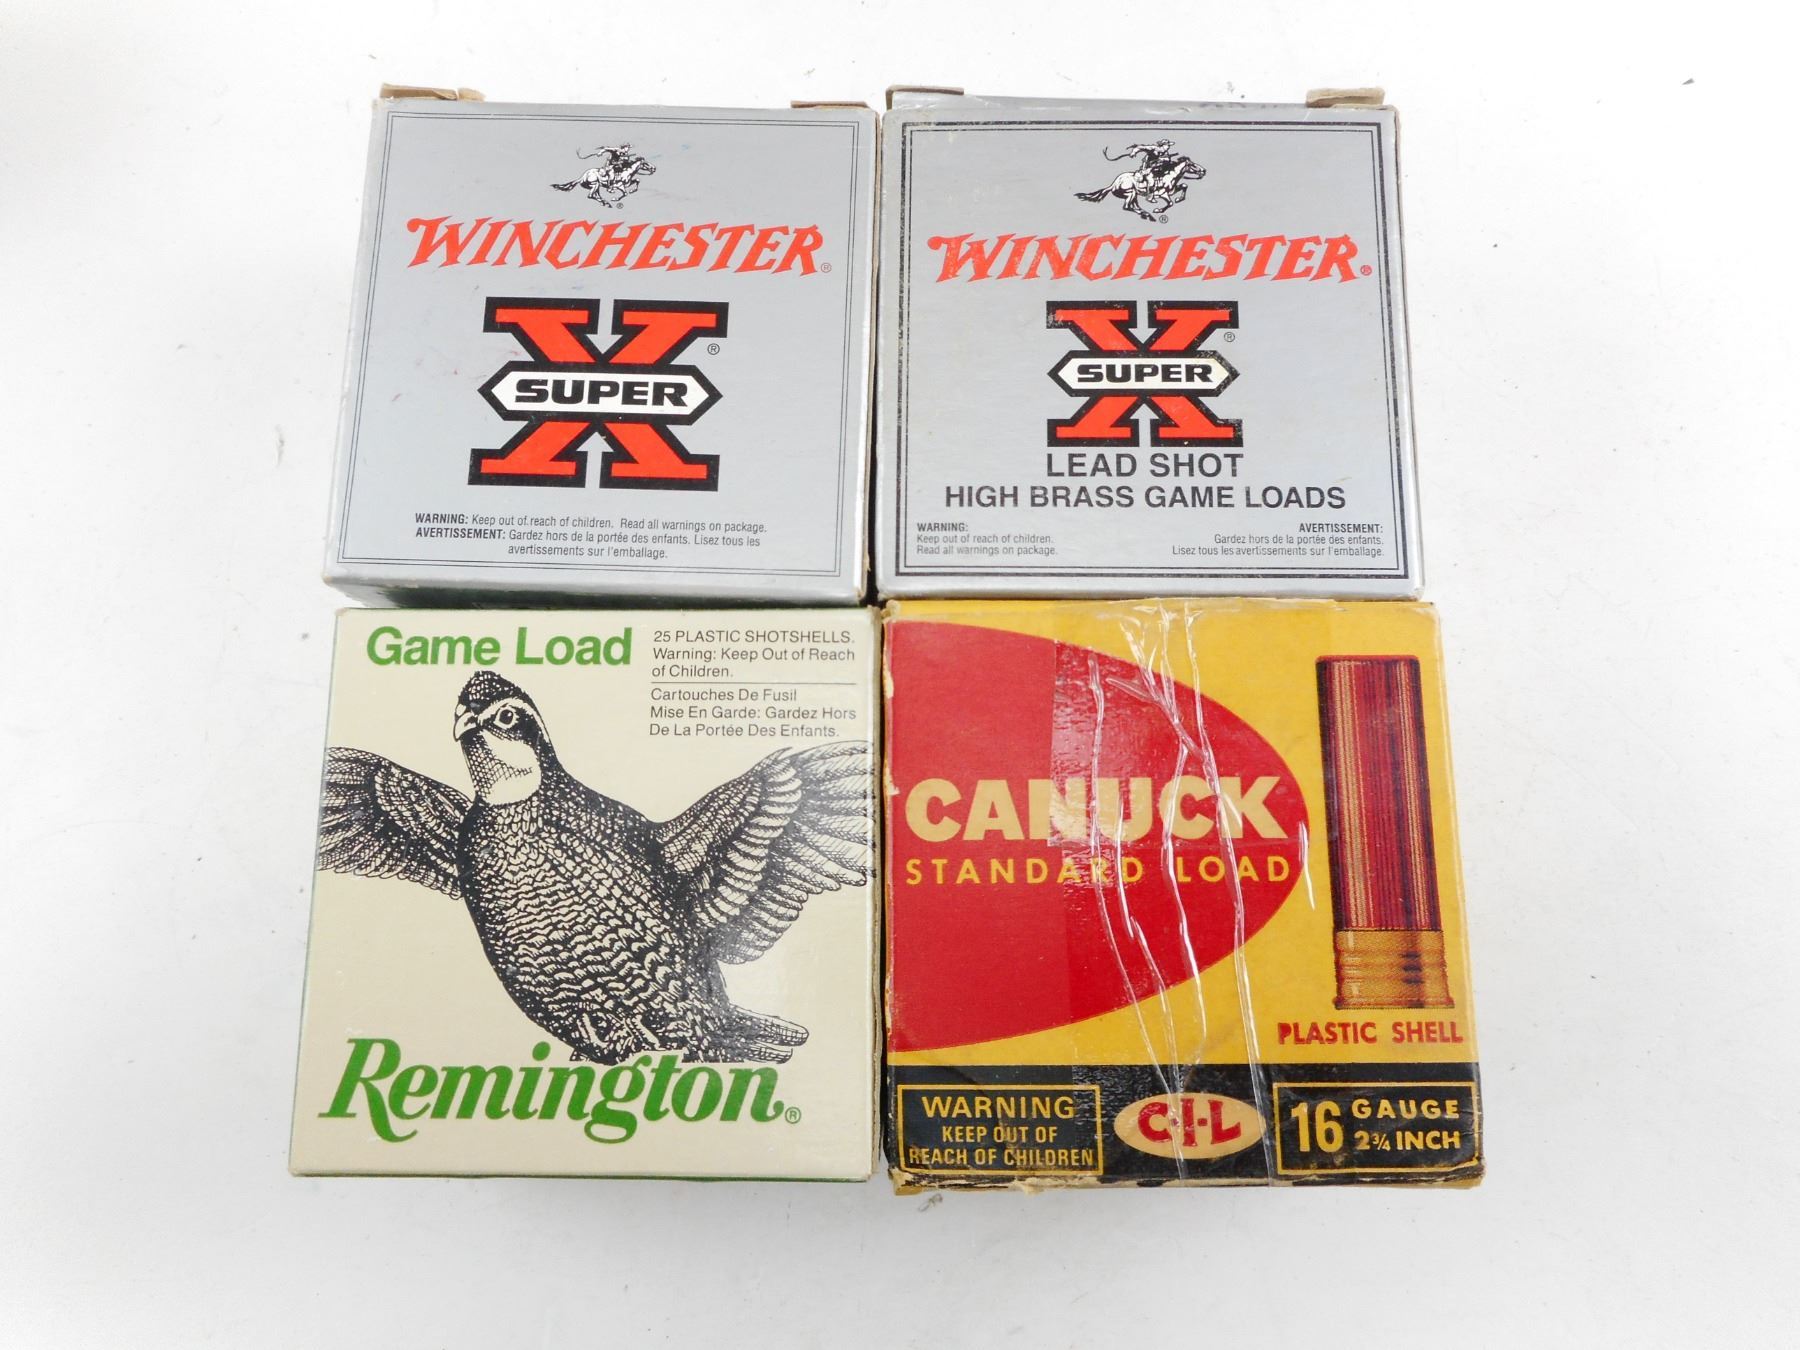 WINCHESTER®
X®
SUPER
WARNING: Keep out of reach of children. Read all warnings on package.
AVERTISSEMENT: Gardez hors de la portée des enfants. Lisez tous les
avertissements sur l'emballage.
WINCHESTER®
X®
SUPER
LEAD SHOT
HIGH BRASS GAME LOADS
WARNING:
Keep out of reach of children.
Read all warnings on package.
AVERTISSEMENT:
Gardez hors de la portée des enfants.
Lisez tous les avertissements sur l'emballage.
Game Load
25 PLASTIC SHOTSHELLS.
Warning: Keep Out of Reach
of Children.
Cartouches De Fusil
Mise En Garde: Gardez Hors
De La Portée Des Enfants.
Remington®
CANUCK
STANDARD LOAD
PLASTIC SHELL
WARNING
KEEP OUT OF
REACH OF CHILDREN
C-I-L
16 GAUGE
2¾ INCH